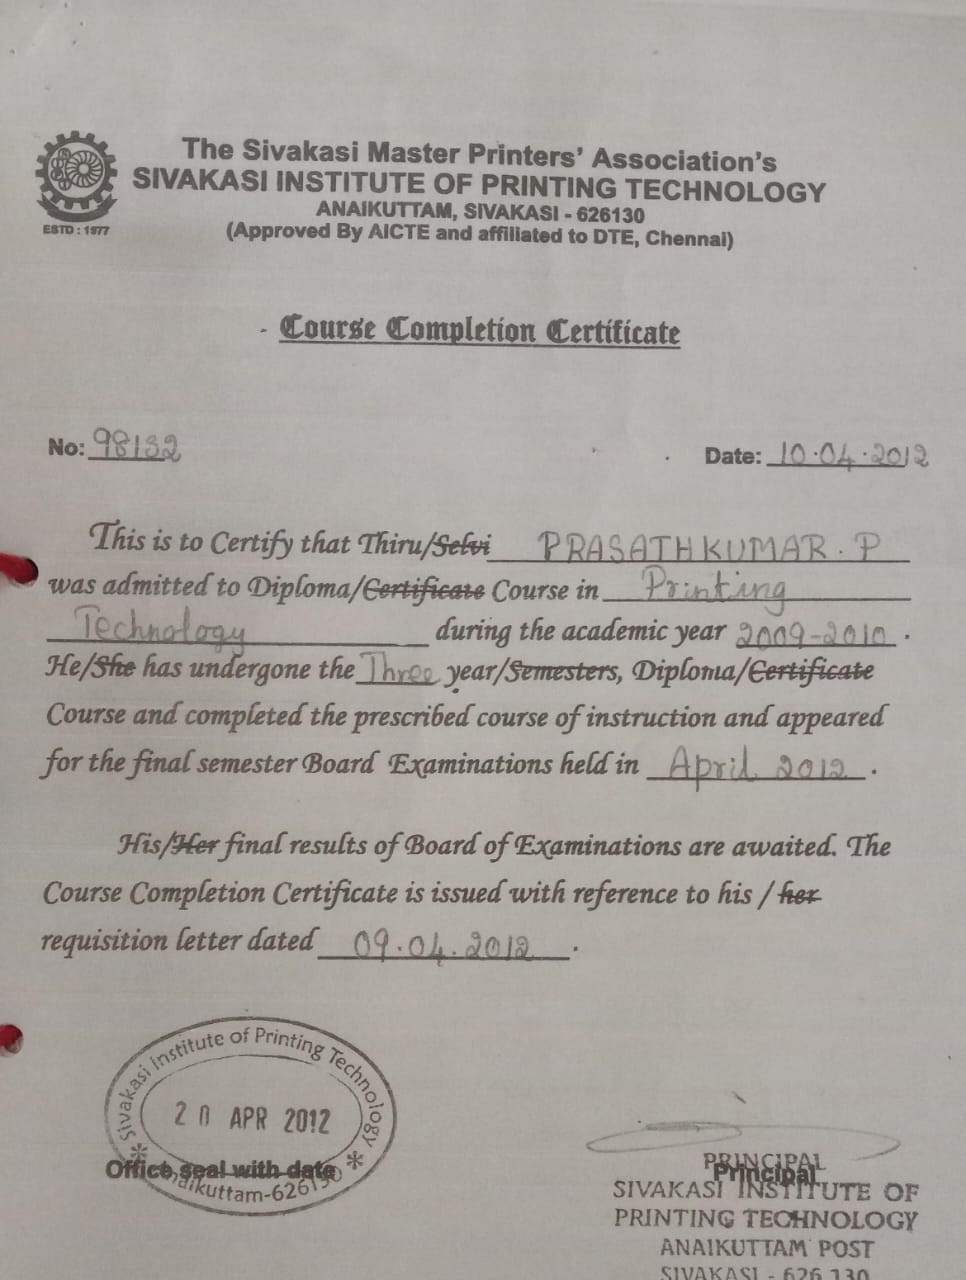 The Sivakasi Master Printers' Association's
SIVAKASI INSTITUTE OF PRINTING TECHNOLOGY
ANAIKUTTAM, SIVAKASI - 626130
(Approved By AICTE and affiliated to DTE, Chennai)
ESTD : 1977
Course Completion Certificate
No: 98132
Date: 10.04.2012
This is to Certify that Thiru/Selvi PRASATHKUMAR. P
was admitted to Diploma/Certificate Course in Printing
Technology during the academic year 2009-2010.
He/She has undergone the Three year/Semesters, Diploma/Certificate
Course and completed the prescribed course of instruction and appeared
for the final semester Board Examinations held in April 2012.
His/Her final results of Board of Examinations are awaited. The
Course Completion Certificate is issued with reference to his / her
requisition letter dated 09.04.2012.
Sivakasi Institute of Printing Technology
20 APR 2012
Office seal with date
Anaikuttam-626130
PRINCIPAL
Principal
SIVAKASI INSTITUTE OF
PRINTING TECHNOLOGY
ANAIKUTTAM POST
SIVAKASI - 626 130